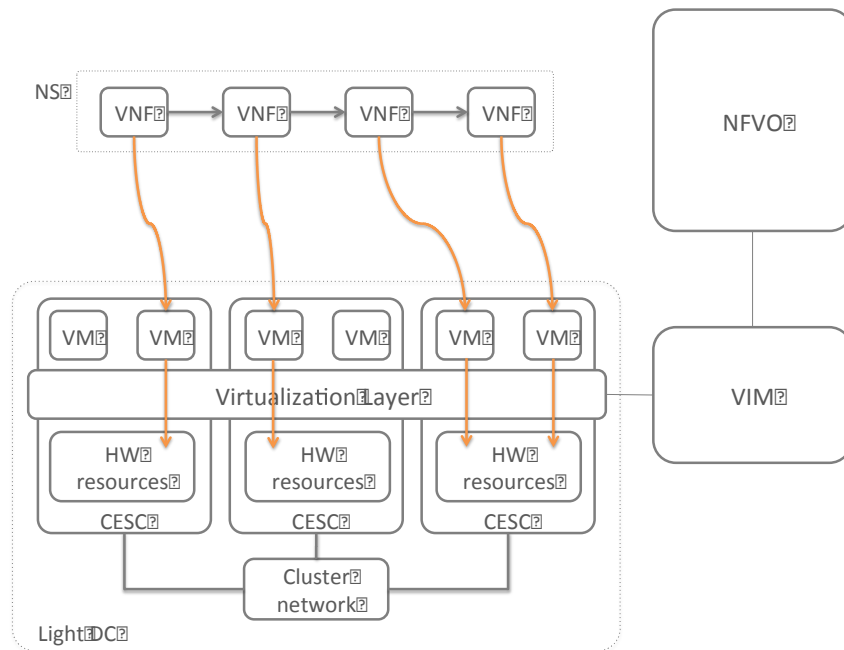 NS
VNF VNF VNF VNF
NFVO
VM VM VM VM VM VM
Virtualization Layer
VIM
HW
resources
HW
resources
HW
resources
CESC CESC CESC
Cluster
network
Light DC